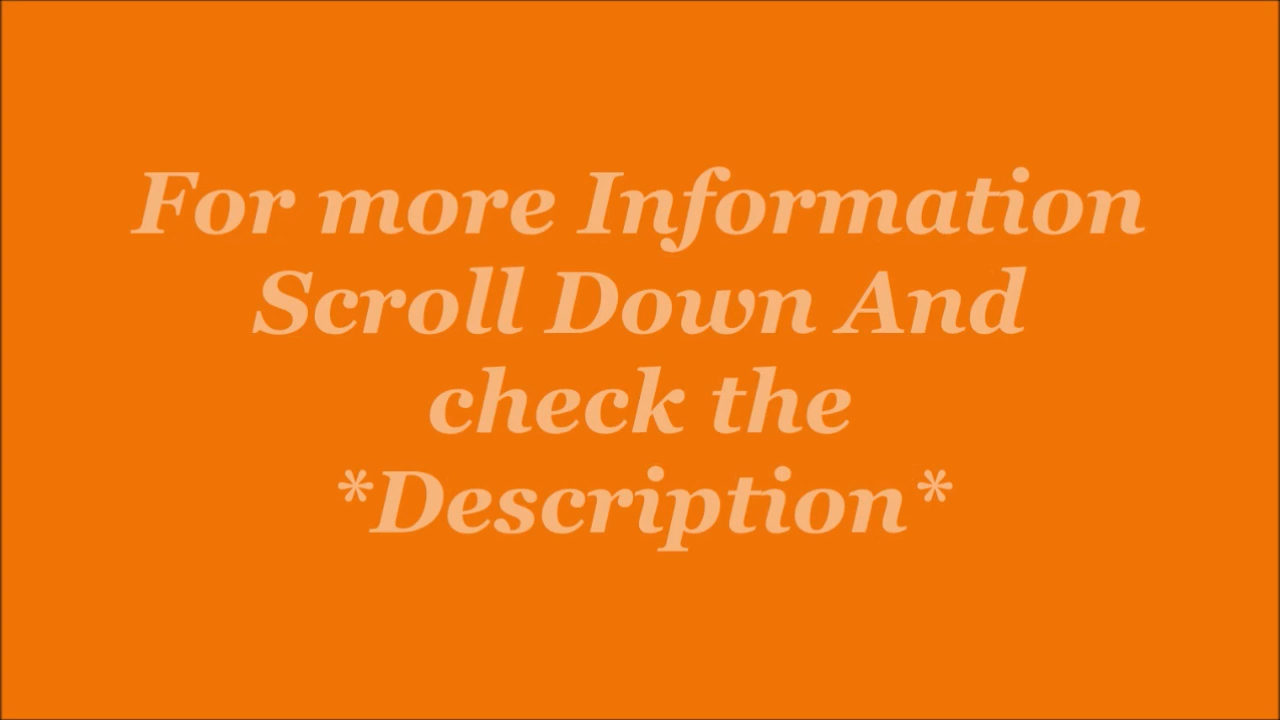 For more Information
Scroll Down And
check the
*Description*